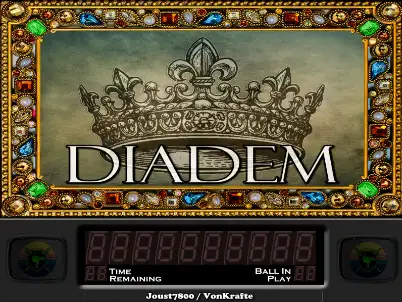 DIADEM
TIME
REMAINING
BALL IN
PLAY
Joust7800 / VonKrafte